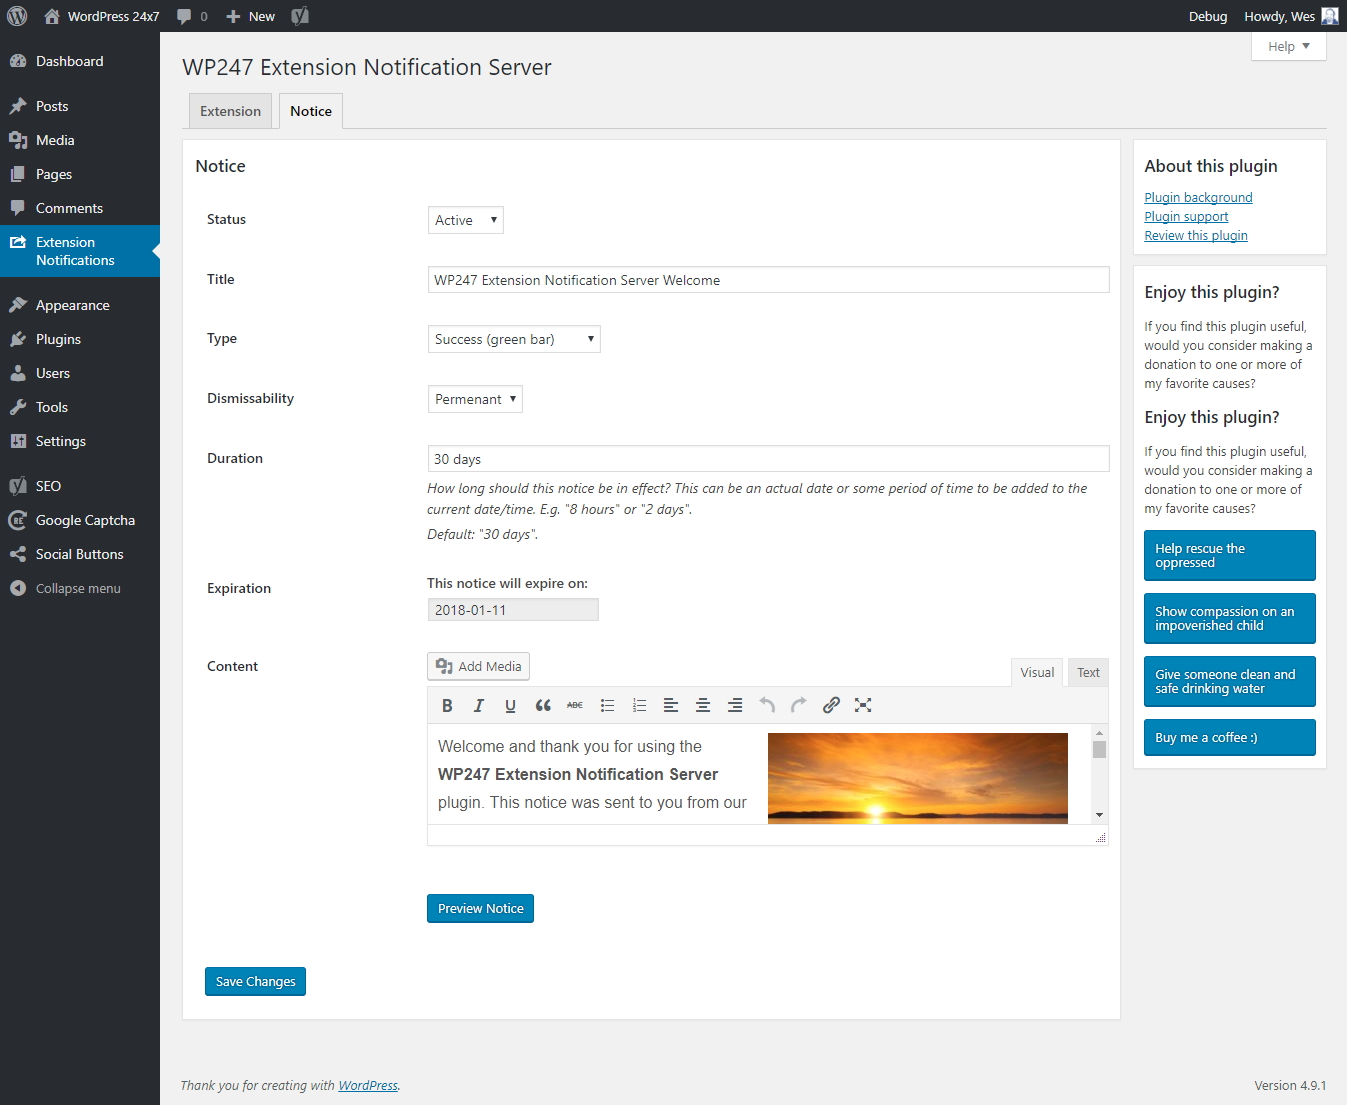 WordPress 24x7
0
New
Debug
Howdy, Wes
Dashboard
Posts
Media
Pages
Comments
Extension
Notifications
Appearance
Plugins
Users
Tools
Settings
SEO
Google Captcha
Social Buttons
Collapse menu
Help
WP247 Extension Notification Server
Extension
Notice
Notice
Status
Active
Title
WP247 Extension Notification Server Welcome
Type
Success (green bar)
Dismissability
Permenant
Duration
30 days
How long should this notice be in effect? This can be an actual date or some period of time to be added to the
current date/time. E.g. "8 hours" or "2 days".
Default: "30 days".
Expiration
This notice will expire on:
2018-01-11
Content
Add Media
Visual
Text
B I U ABC
Welcome and thank you for using the
WP247 Extension Notification Server
plugin. This notice was sent to you from our
Preview Notice
Save Changes
About this plugin
Plugin background
Plugin support
Review this plugin
Enjoy this plugin?
If you find this plugin useful,
would you consider making a
donation to one or more of
my favorite causes?
Enjoy this plugin?
If you find this plugin useful,
would you consider making a
donation to one or more of
my favorite causes?
Help rescue the
oppressed
Show compassion on an
impoverished child
Give someone clean and
safe drinking water
Buy me a coffee :)
Thank you for creating with WordPress.
Version 4.9.1